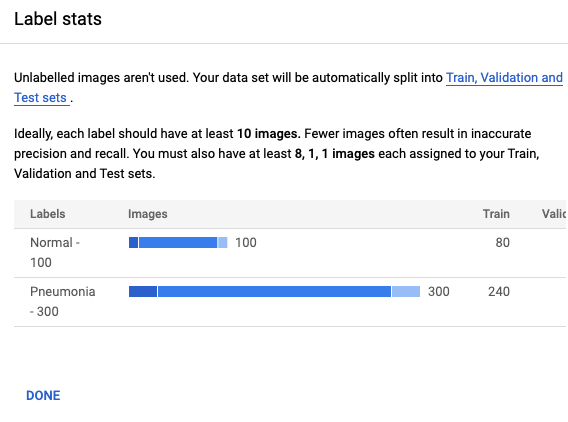 Label stats
Unlabelled images aren't used. Your data set will be automatically split into Train, Validation and
Test sets .
Ideally, each label should have at least 10 images. Fewer images often result in inaccurate
precision and recall. You must also have at least 8, 1, 1 images each assigned to your Train,
Validation and Test sets.
Labels Images Train Valid
Normal - 100 80
100
Pneumonia 300 240
- 300
DONE